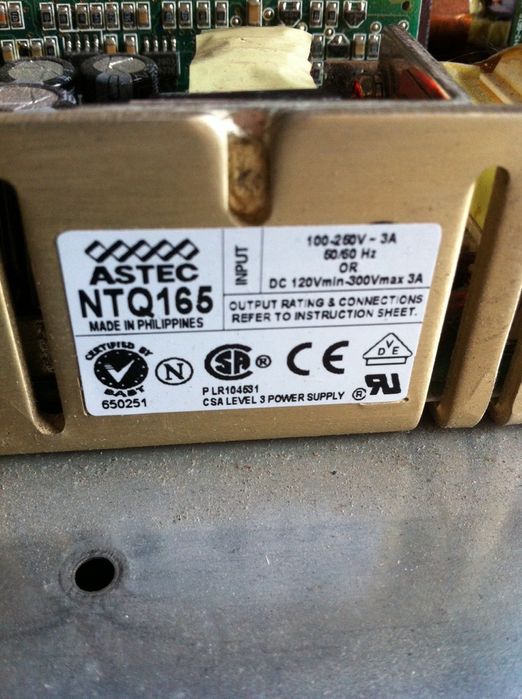 ASTEC
NTQ165
MADE IN PHILIPPINES
INPUT
100-250V - 3A
50/60 Hz
OR
DC 120Vmin-300Vmax 3A
OUTPUT RATING & CONNECTIONS
REFER TO INSTRUCTION SHEET.
CERTIFIED BY
BABT
650251
N
CSA ®
P LR104531
CSA LEVEL 3 POWER SUPPLY
CE
VDE
®